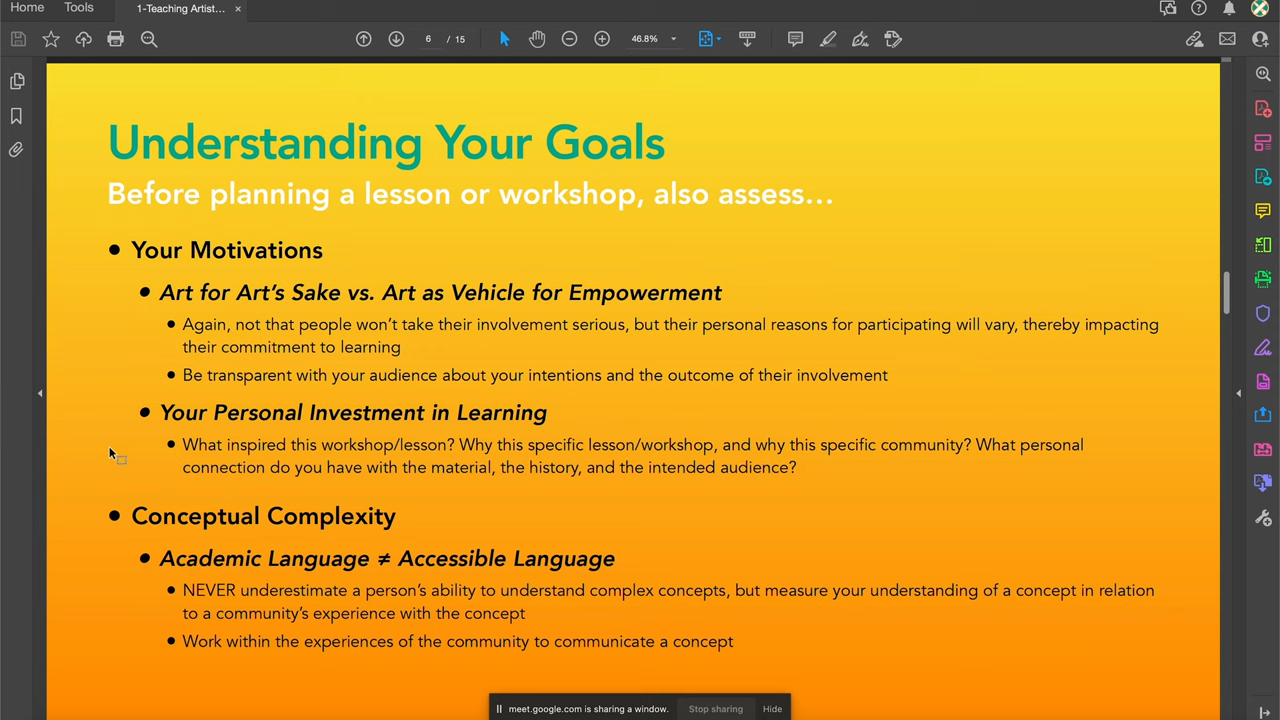 Home Tools 1-Teaching Artist... ×
6 / 15 46.8%
Understanding Your Goals
Before planning a lesson or workshop, also assess...
• Your Motivations
• Art for Art's Sake vs. Art as Vehicle for Empowerment
• Again, not that people won't take their involvement serious, but their personal reasons for participating will vary, thereby impacting
their commitment to learning
• Be transparent with your audience about your intentions and the outcome of their involvement
• Your Personal Investment in Learning
• What inspired this workshop/lesson? Why this specific lesson/workshop, and why this specific community? What personal
connection do you have with the material, the history, and the intended audience?
• Conceptual Complexity
• Academic Language ≠ Accessible Language
• NEVER underestimate a person's ability to understand complex concepts, but measure your understanding of a concept in relation
to a community's experience with the concept
• Work within the experiences of the community to communicate a concept
meet.google.com is sharing a window. Stop sharing Hide